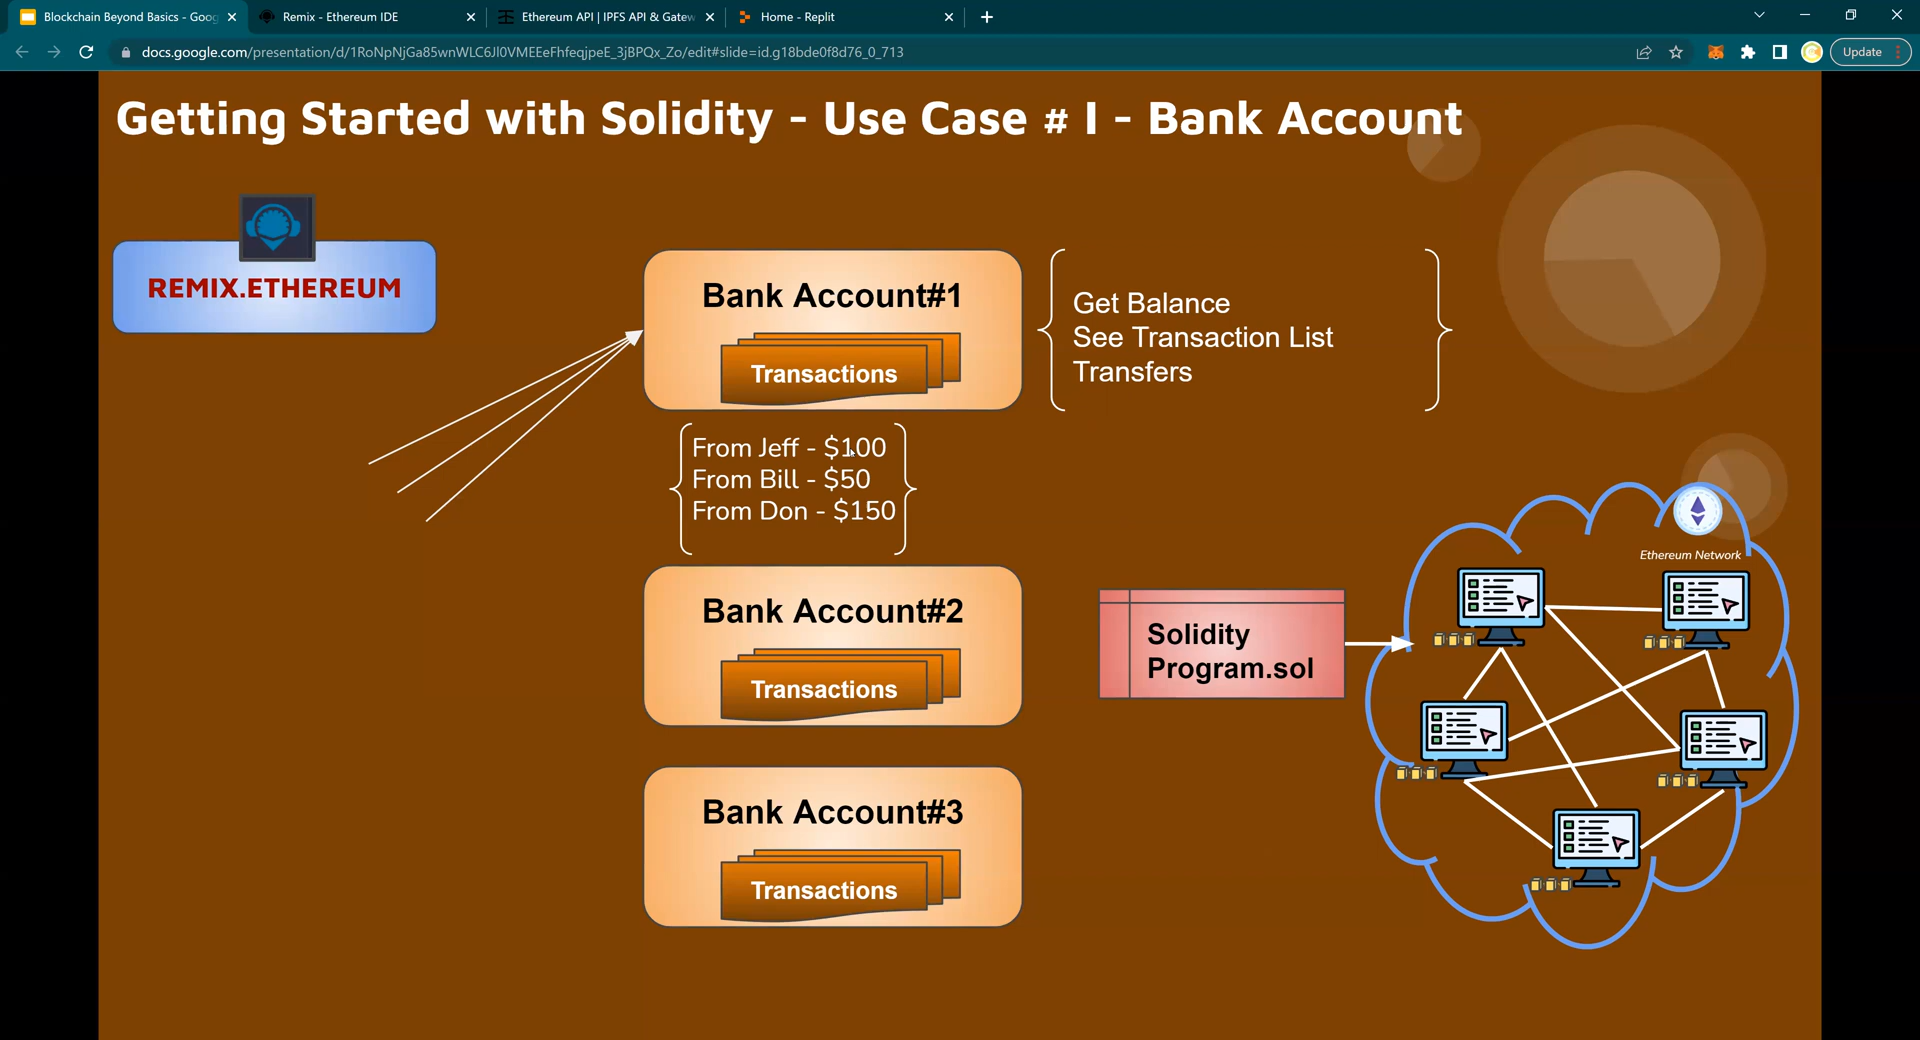 Blockchain Beyond Basics - Goog
Remix - Ethereum IDE
Ethereum API | IPFS API & Gatew
Home - Replit
docs.google.com/presentation/d/1RoNpNjGa85wnWLC6Jl0VMEEeFhfeqjpeE_3jBPQx_Zo/edit#slide=id.g18bde0f8d76_0_713
Update
Getting Started with Solidity - Use Case # I - Bank Account
REMIX.ETHEREUM
Bank Account#1
Transactions
Get Balance
See Transaction List
Transfers
From Jeff - $100
From Bill - $50
From Don - $150
Bank Account#2
Transactions
Solidity
Program.sol
Ethereum Network
Bank Account#3
Transactions